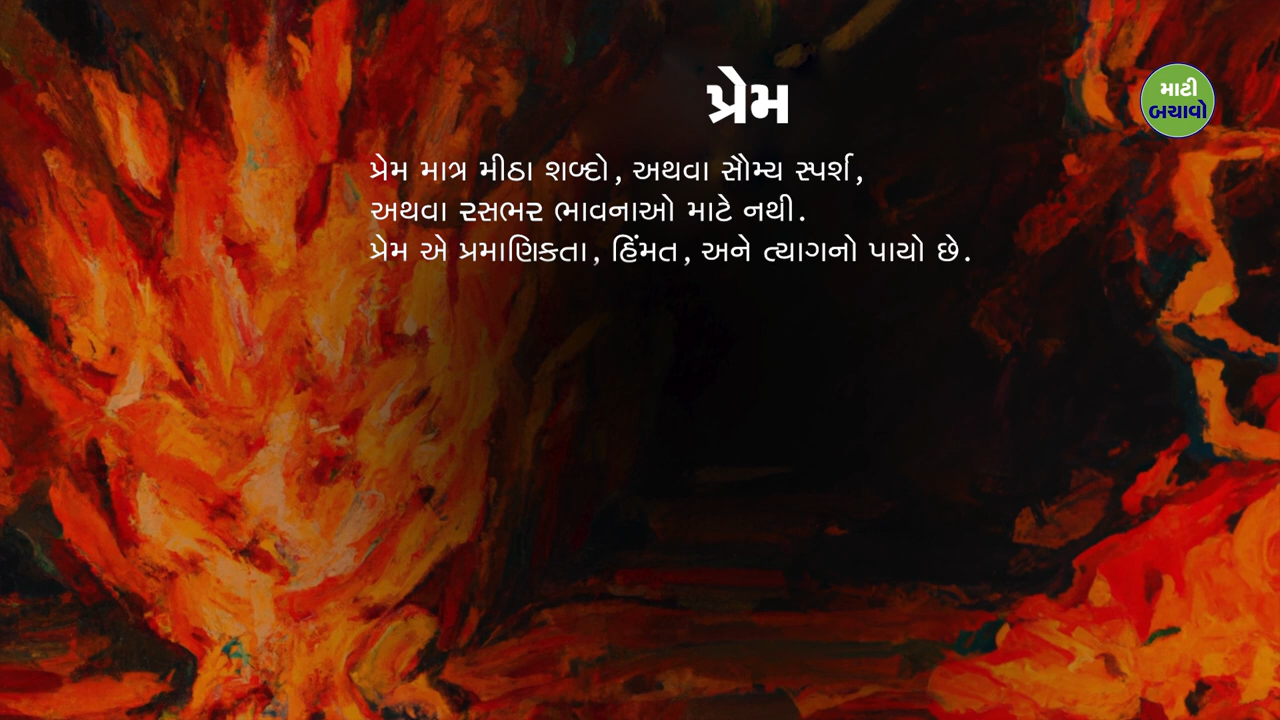 પ્રેમ
માટી
બચાવો
પ્રેમ માત્ર મીઠા શબ્દો, અથવા સૌમ્ય સ્પર્શ,
અથવા રસભર ભાવનાઓ માટે નથી.
પ્રેમ એ પ્રમાણિકતા, હિંમત, અને ત્યાગનો પાયો છે.